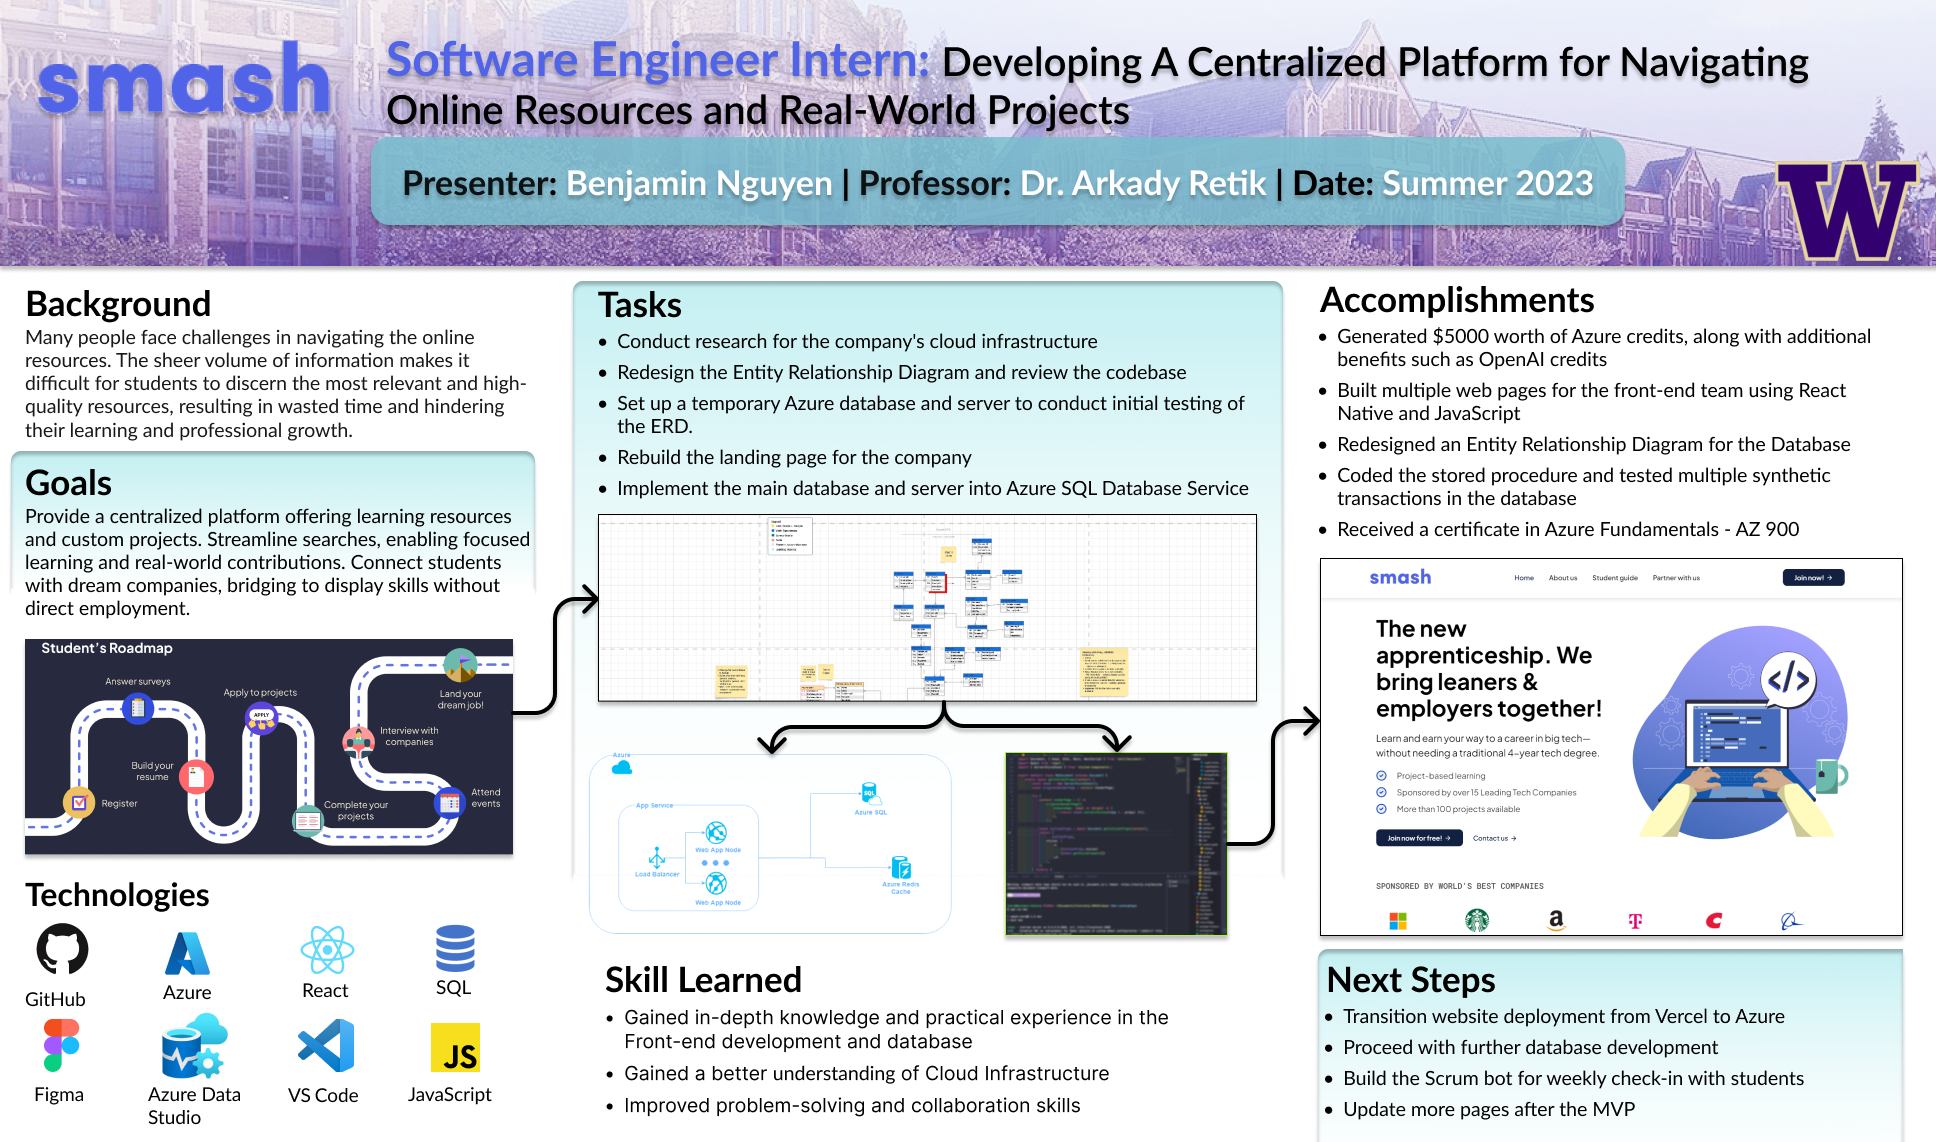 smash
Software Engineer Intern: Developing A Centralized Platform for Navigating
Online Resources and Real-World Projects
Presenter: Benjamin Nguyen | Professor: Dr. Arkady Retik | Date: Summer 2023
W
Background
Many people face challenges in navigating the online
resources. The sheer volume of information makes it
difficult for students to discern the most relevant and high-
quality resources, resulting in wasted time and hindering
their learning and professional growth.
Goals
Provide a centralized platform offering learning resources
and custom projects. Streamline searches, enabling focused
learning and real-world contributions. Connect students
with dream companies, bridging to display skills without
direct employment.
Student's Roadmap
Answer surveys
Apply to projects
Land your
dream job!
Interview with
companies
Build your
resume
Register
Complete your
projects
Attend
events
APPLY
Technologies
GitHub
Azure
React
SQL
Figma
Azure Data
Studio
VS Code
JS
JavaScript
Tasks
• Conduct research for the company's cloud infrastructure
• Redesign the Entity Relationship Diagram and review the codebase
• Set up a temporary Azure database and server to conduct initial testing of
the ERD.
• Rebuild the landing page for the company
• Implement the main database and server into Azure SQL Database Service
Azure
App Service
Web App Node
Load Balancer
Web App Node
SQL
Azure SQL
Azure Redis
Cache
Skill Learned
• Gained in-depth knowledge and practical experience in the
Front-end development and database
• Gained a better understanding of Cloud Infrastructure
• Improved problem-solving and collaboration skills
Accomplishments
• Generated $5000 worth of Azure credits, along with additional
benefits such as OpenAI credits
• Built multiple web pages for the front-end team using React
Native and JavaScript
• Redesigned an Entity Relationship Diagram for the Database
• Coded the stored procedure and tested multiple synthetic
transactions in the database
• Received a certificate in Azure Fundamentals - AZ 900
smash
Home About us Student guide Partner with us Join now! →
The new
apprenticeship. We
bring leaners &
employers together!
Learn and earn your way to a career in big tech—
without needing a traditional 4-year tech degree.
Project-based learning
Sponsored by over 15 Leading Tech Companies
More than 100 projects available
Join now for free! → Contact us →
</>
SPONSORED BY WORLD'S BEST COMPANIES
Next Steps
• Transition website deployment from Vercel to Azure
• Proceed with further database development
• Build the Scrum bot for weekly check-in with students
• Update more pages after the MVP